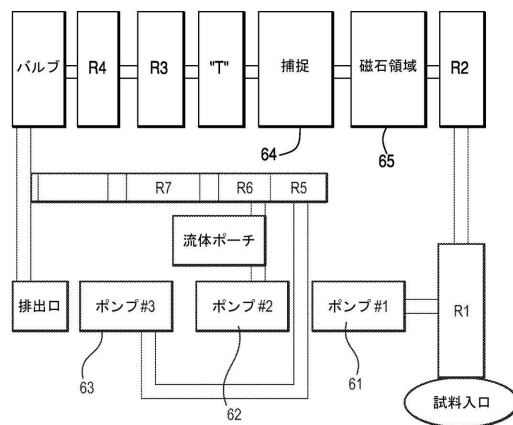 バルブ
R4
R3
"T"
捕捉
磁石領域
R2
64
65
R7
R6
R5
流体ポーチ
排出口
ポンプ#3
ポンプ#2
ポンプ#1
R1
63
62
61
試料入口